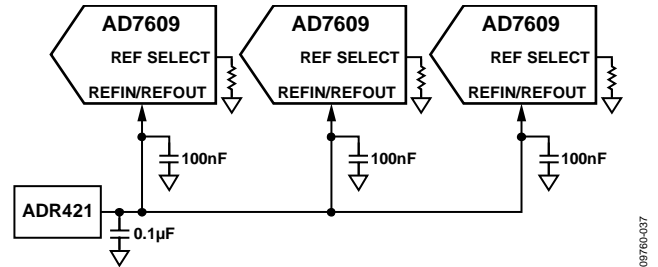 AD7609 AD7609 AD7609
REF SELECT REF SELECT REF SELECT
REFIN/REFOUT REFIN/REFOUT REFIN/REFOUT
100nF 100nF 100nF
ADR421
0.1µF
09760-037